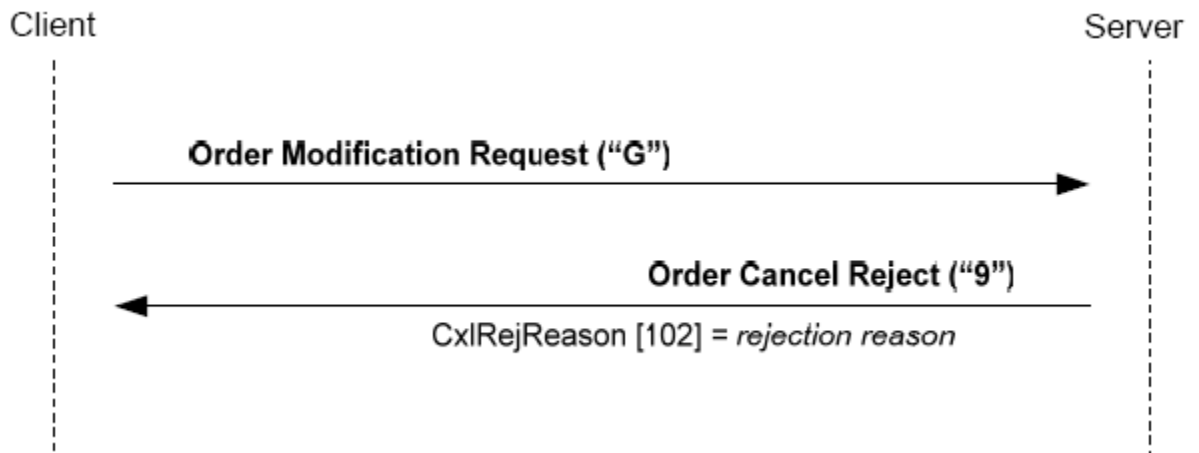 Client
Server
Order Modification Request (“G”)
Order Cancel Reject (“9”)
CxlRejReason [102] = rejection reason